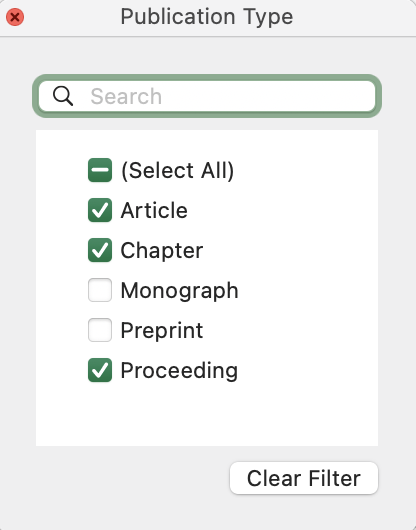 Publication Type
Search
(Select All)
Article
Chapter
Monograph
Preprint
Proceeding
Clear Filter